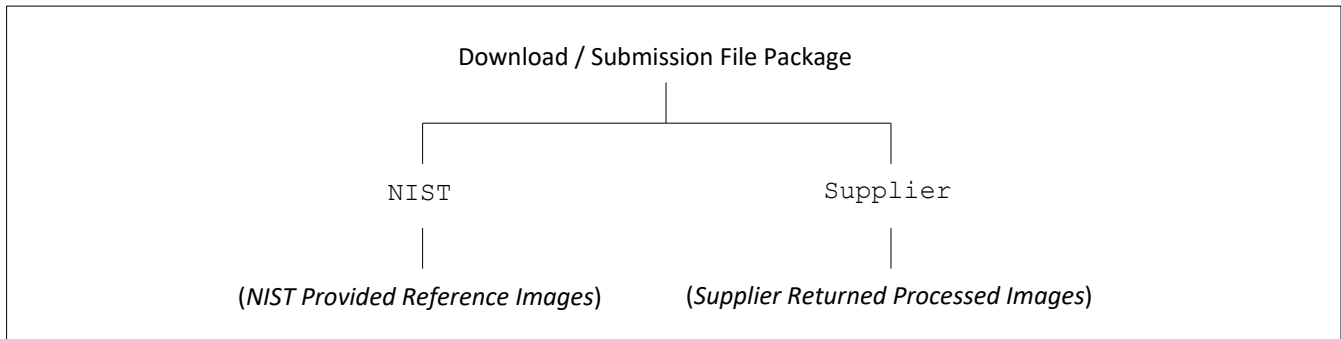 Download / Submission File Package
NIST
Supplier
(NIST Provided Reference Images)
(Supplier Returned Processed Images)